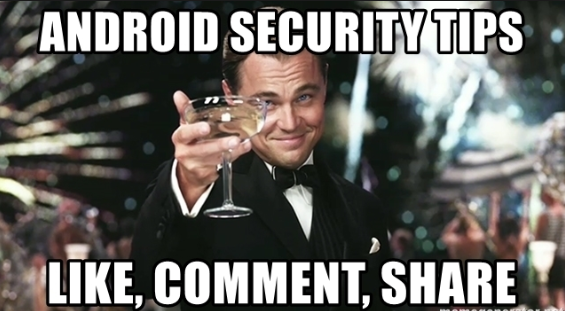 ANDROID SECURITY TIPS
LIKE, COMMENT, SHARE